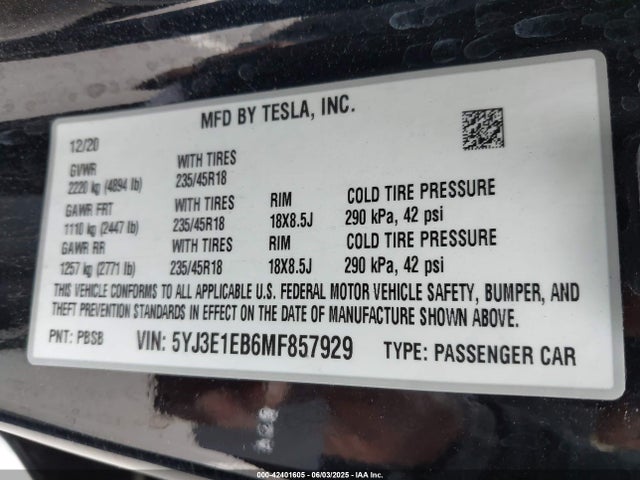 MFD BY TESLA, INC.
12/20
GVWR
2220 kg (4894 lb)
WITH TIRES
235/45R18
GAWR FRT
1110 kg (2447 lb)
WITH TIRES
235/45R18
RIM
18X8.5J
COLD TIRE PRESSURE
290 kPa, 42 psi
GAWR RR
1257 kg (2771 lb)
WITH TIRES
235/45R18
RIM
18X8.5J
COLD TIRE PRESSURE
290 kPa, 42 psi
THIS VEHICLE CONFORMS TO ALL APPLICABLE U.S. FEDERAL MOTOR VEHICLE SAFETY, BUMPER, AND
THEFT PREVENTION STANDARDS IN EFFECT ON THE DATE OF MANUFACTURE SHOWN ABOVE.
PNT: PBSB VIN: 5YJ3E1EB6MF857929 TYPE: PASSENGER CAR
000-42401605 - 06/03/2025 - IAA Inc.